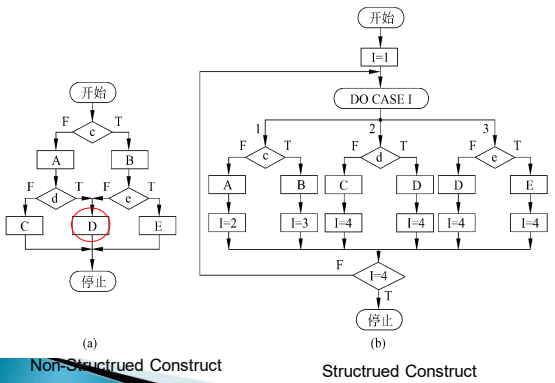 开始
c
F
T
A
B
F
d
T
F
e
T
C
D
E
停止
(a)
Non-Structrued Construct
开始
I=1
DO CASE I
1
2
3
F
c
T
F
d
T
F
e
T
A
B
C
D
D
E
I=2
I=3
I=4
I=4
I=4
I=4
F
I=4
T
停止
(b)
Structrued Construct